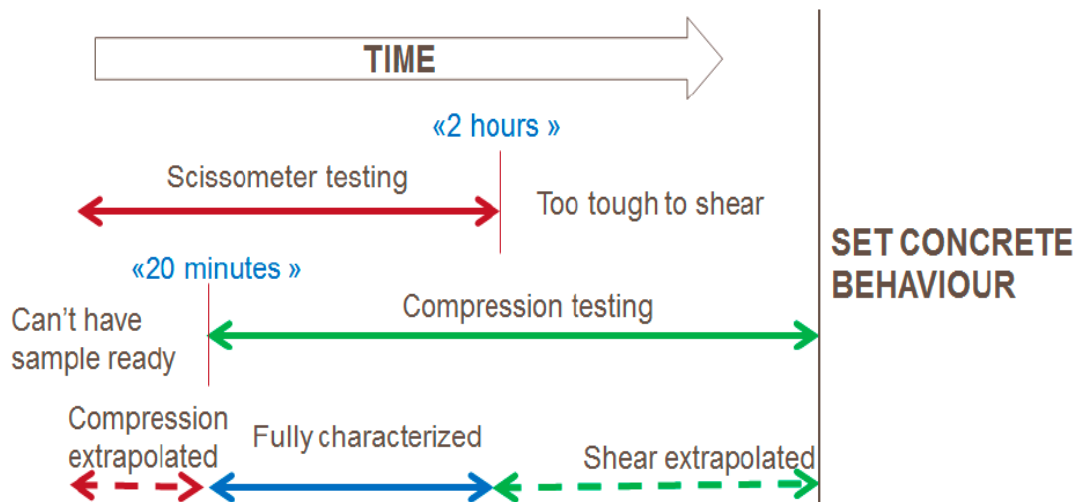 TIME
«2 hours »
Scissometer testing
Too tough to shear
SET CONCRETE
BEHAVIOUR
«20 minutes »
Can't have
sample ready
Compression testing
Compression
extrapolated
Fully characterized
Shear extrapolated